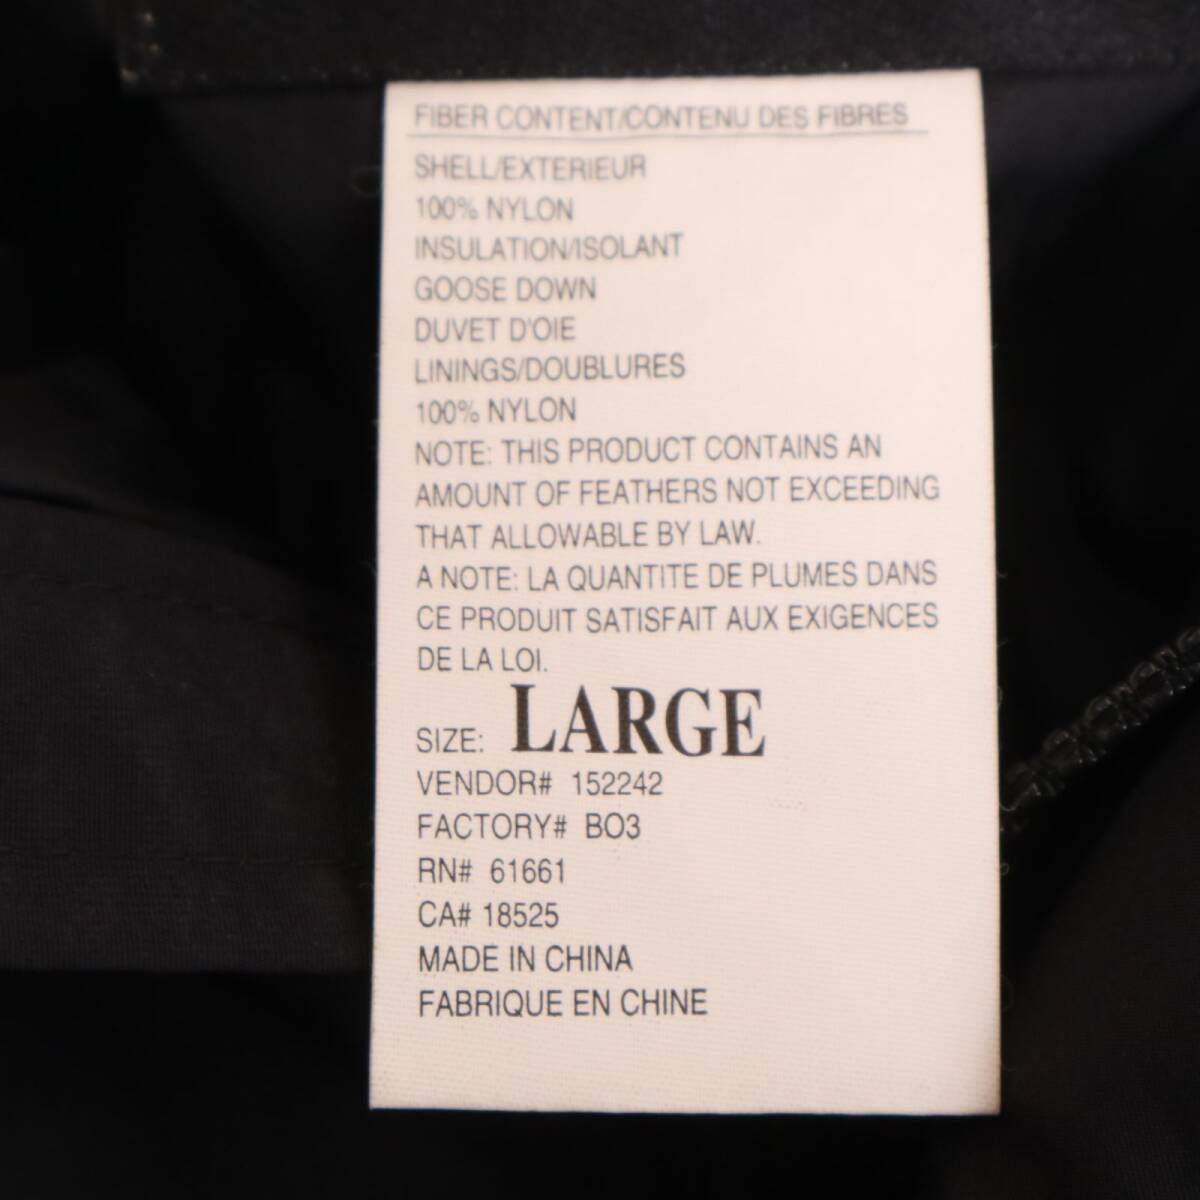 FIBER CONTENT/CONTENU DES FIBRES
SHELL/EXTERIEUR
100% NYLON
INSULATION/ISOLANT
GOOSE DOWN
DUVET D'OIE
LININGS/DOUBLURES
100% NYLON
NOTE: THIS PRODUCT CONTAINS AN
AMOUNT OF FEATHERS NOT EXCEEDING
THAT ALLOWABLE BY LAW.
A NOTE: LA QUANTITE DE PLUMES DANS
CE PRODUIT SATISFAIT AUX EXIGENCES
DE LA LOI.
SIZE: LARGE
VENDOR# 152242
FACTORY# BO3
RN# 61661
CA# 18525
MADE IN CHINA
FABRIQUE EN CHINE